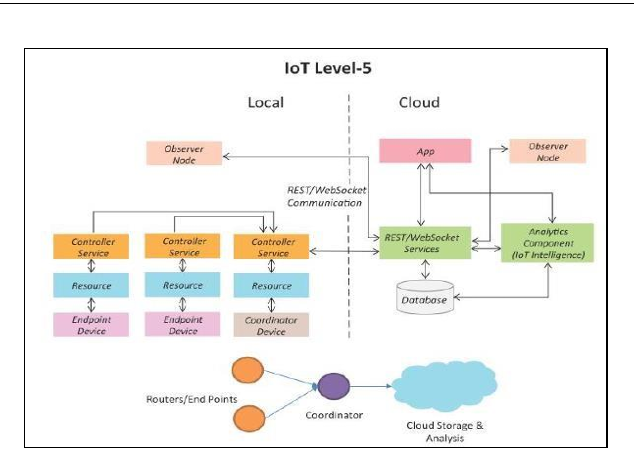 IoT Level-5
Local
Cloud
Observer
Node
App
Observer
Node
REST/WebSocket
Communication
Controller
Service
Controller
Service
Controller
Service
REST/WebSocket
Services
Analytics
Component
(IoT Intelligence)
Resource
Resource
Resource
Database
Endpoint
Device
Endpoint
Device
Coordinator
Device
Routers/End Points
Coordinator
Cloud Storage &
Analysis